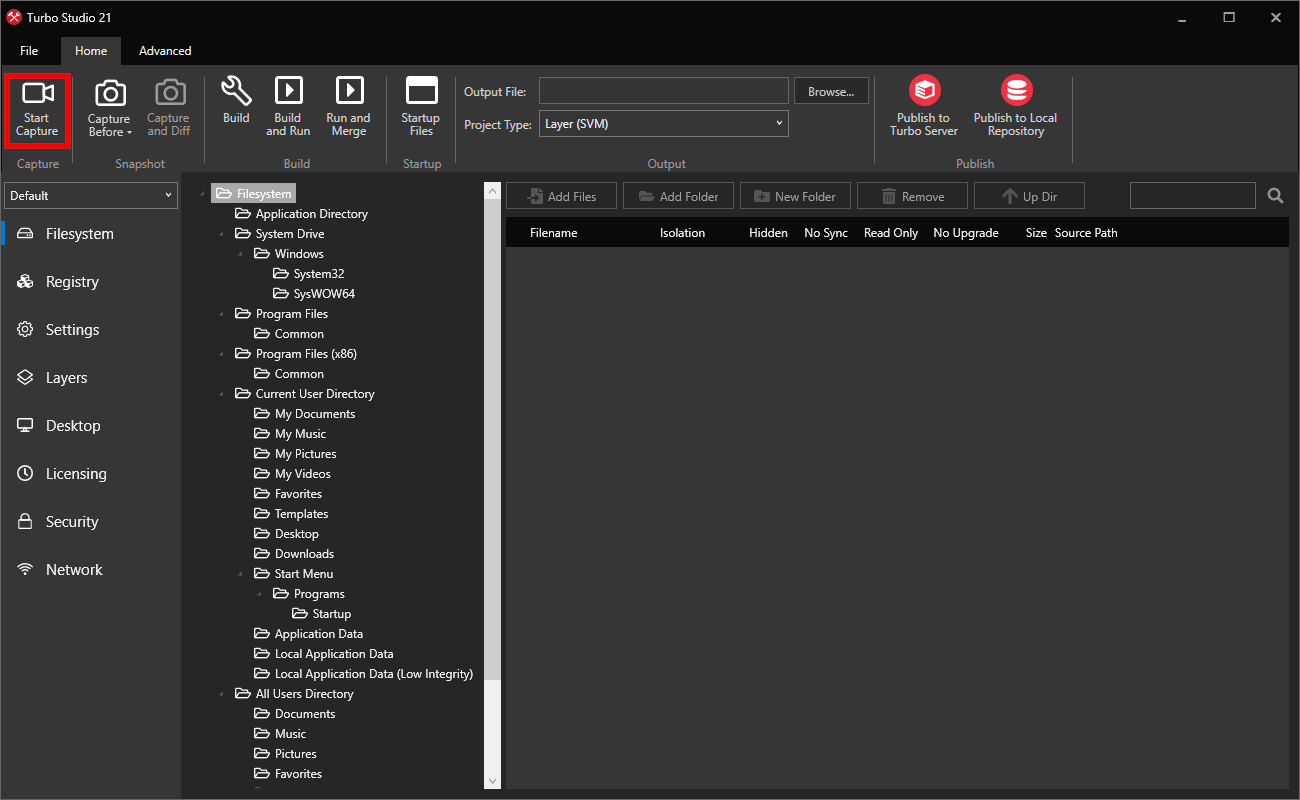 Turbo Studio 21
File Home Advanced
Start Capture
Capture Before
Capture and Diff
Build
Build and Run
Run and Merge
Startup Files
Output File:
Browse...
Project Type: Layer (SVM)
Publish to Turbo Server
Publish to Local Repository
Capture Snapshot Build Startup Output Publish
Default
Filesystem
Registry
Settings
Layers
Desktop
Licensing
Security
Network
Filesystem
Application Directory
System Drive
Windows
System32
SysWOW64
Program Files
Common
Program Files (x86)
Common
Current User Directory
My Documents
My Music
My Pictures
My Videos
Favorites
Templates
Desktop
Downloads
Start Menu
Programs
Startup
Application Data
Local Application Data
Local Application Data (Low Integrity)
All Users Directory
Documents
Music
Pictures
Favorites
Add Files Add Folder New Folder Remove Up Dir
Filename Isolation Hidden No Sync Read Only No Upgrade Size Source Path